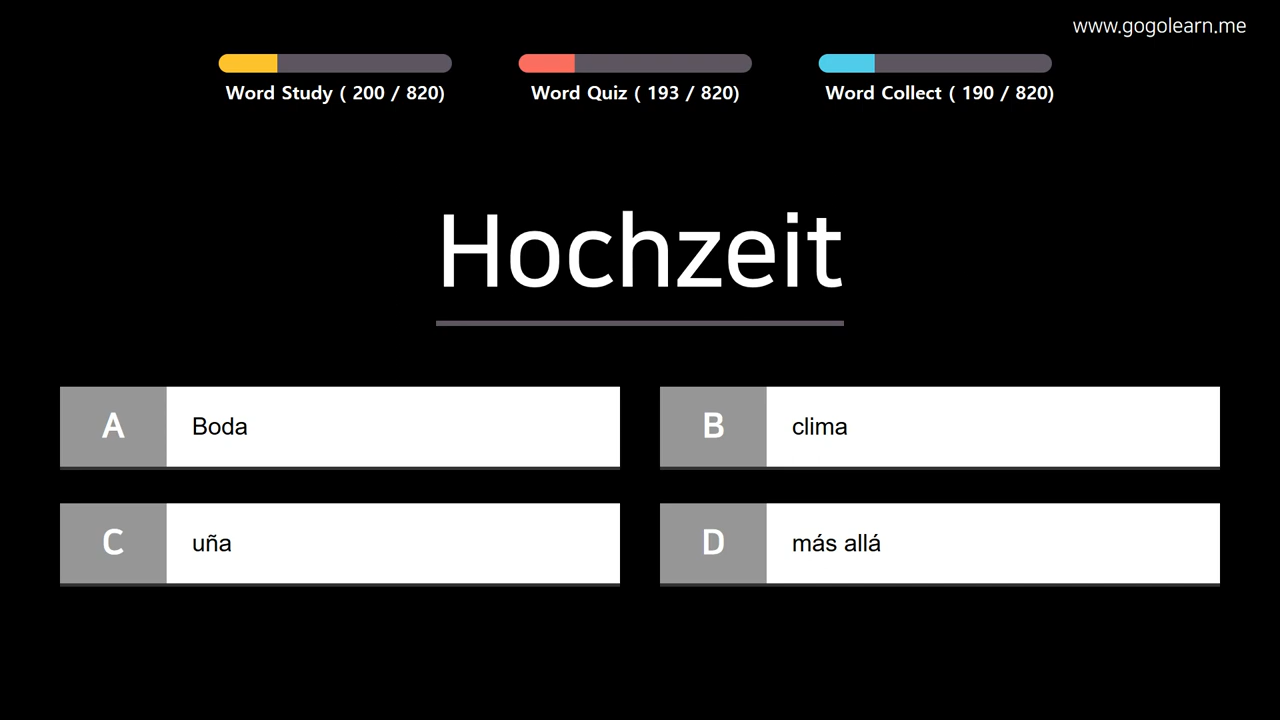 www.gogolearn.me
Word Study ( 200 / 820)
Word Quiz ( 193 / 820)
Word Collect ( 190 / 820)
Hochzeit
A Boda
B clima
C uña
D más allá